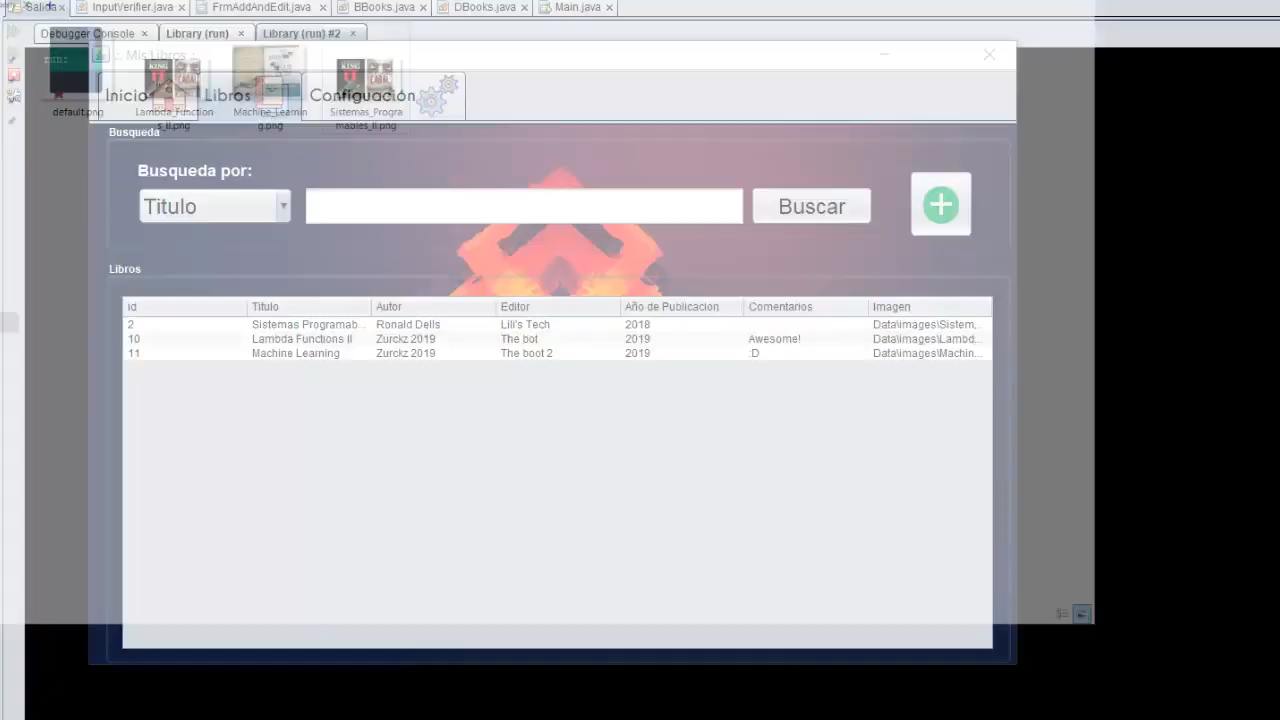 Salida InputVerifier.java FrmAddAndEdit.java BBooks.java DBooks.java Main.java
Debugger Console Library (run) Library (run) #2
run:
.:. Mis Libros .:.
Inicio Libros Configuación
default.png Lambda_Function Machine_Learnin Sistemas_Progra
s_II.png g.png mables_II.png
Busqueda
Busqueda por:
Titulo Buscar
Libros
id Titulo Autor Editor Año de Publicacion Comentarios Imagen
2 Sistemas Programab... Ronald Dells Lili's Tech 2018 Data\images\Sistem...
10 Lambda Functions II Zurckz 2019 The bot 2019 Awesome! Data\images\Lambd...
11 Machine Learning Zurckz 2019 The boot 2 2019 :D Data\images\Machin...